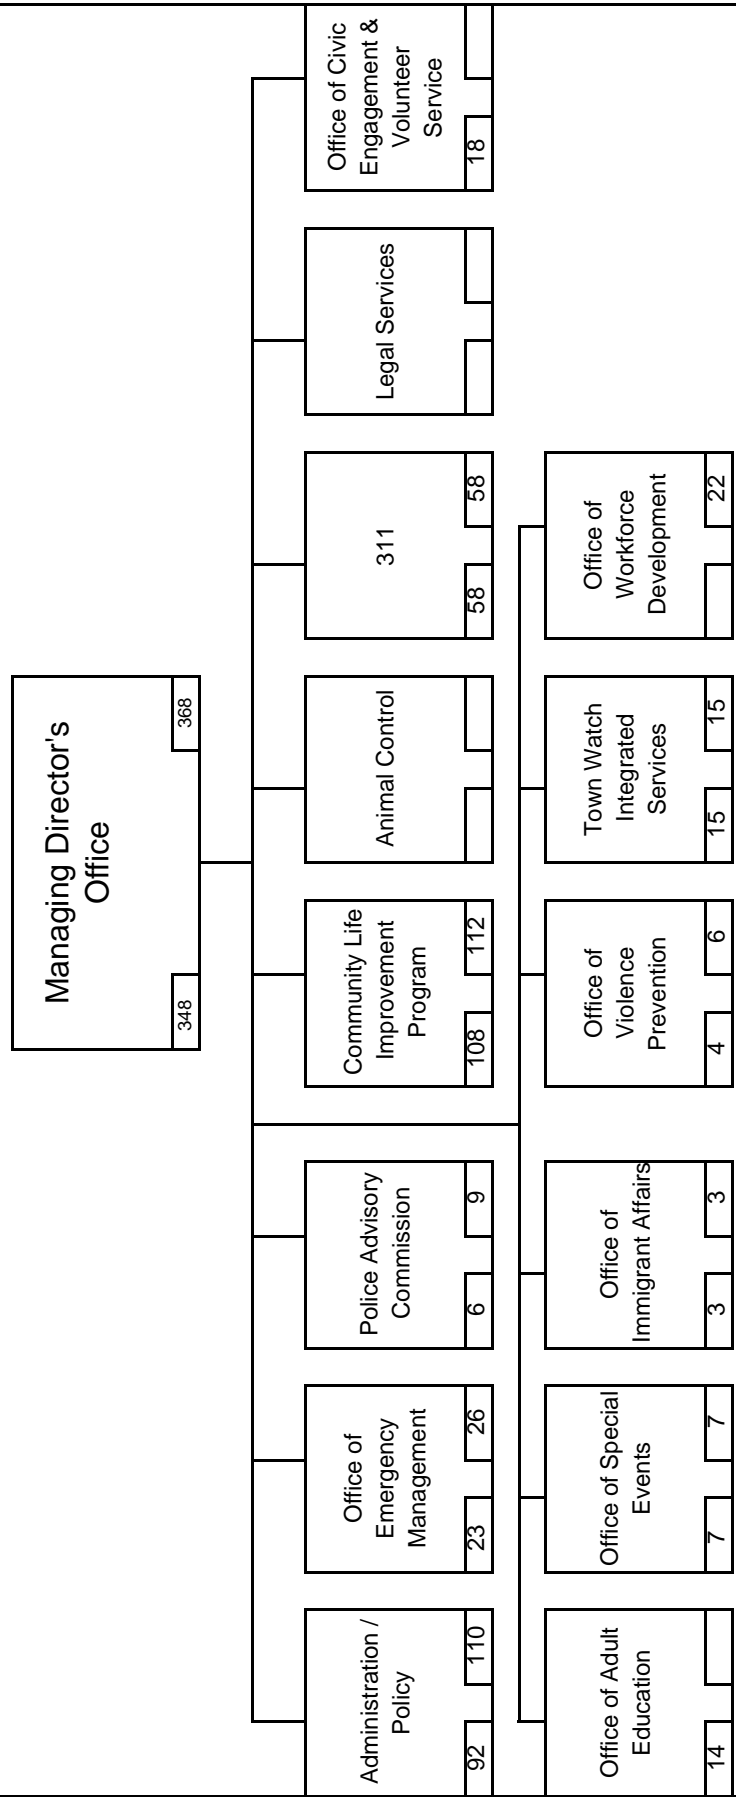 Managing Director's
Office
348
368
Administration /
Policy
92
110
Office of
Emergency
Management
23
26
Police Advisory
Commission
6
9
Community Life
Improvement
Program
108
112
Animal Control
311
58
58
Legal Services
Office of Civic
Engagement &
Volunteer
Service
18
Office of Adult
Education
14
Office of Special
Events
7
7
Office of
Immigrant Affairs
3
3
Office of
Violence
Prevention
4
6
Town Watch
Integrated
Services
15
15
Office of
Workforce
Development
22